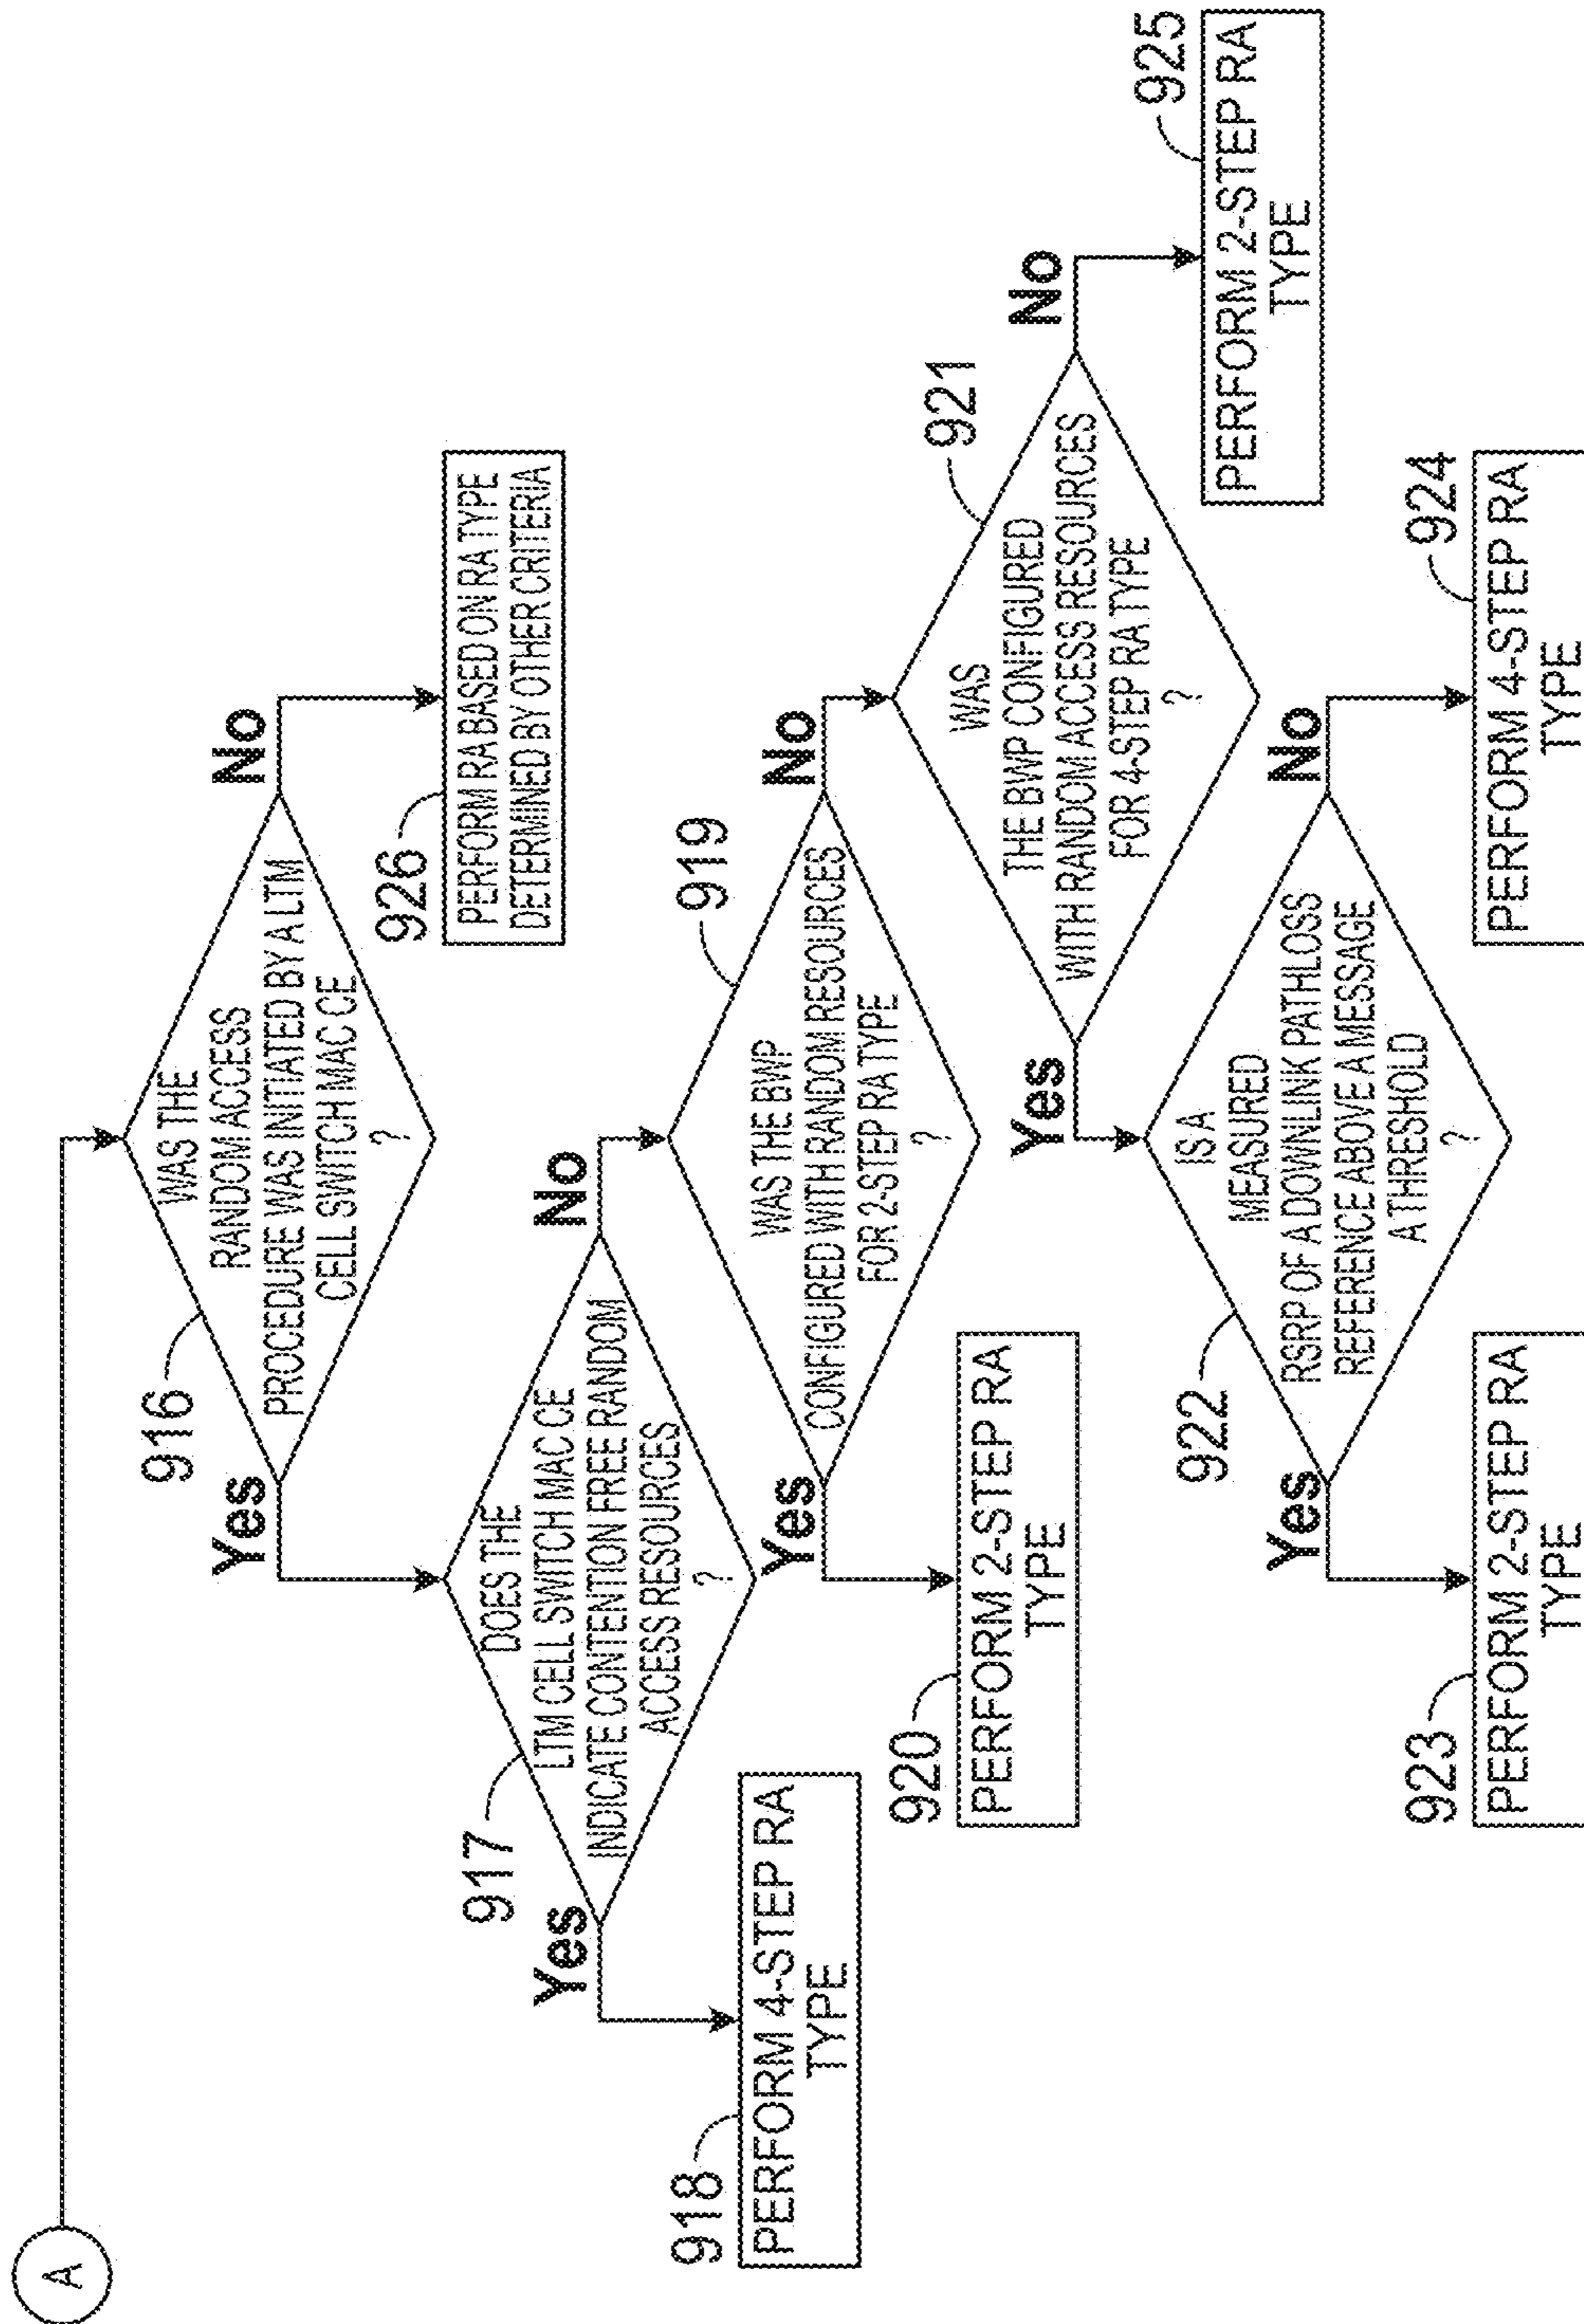 A
916
WAS THE
RANDOM ACCESS
PROCEDURE WAS INITIATED BY A LTM
CELL SWITCH MAC CE
?
Yes
No
926
PERFORM RA BASED ON RA TYPE
DETERMINED BY OTHER CRITERIA
917
DOES THE
LTM CELL SWITCH MAC CE
INDICATE CONTENTION FREE RANDOM
ACCESS RESOURCES
?
Yes
No
918
PERFORM 4-STEP RA
TYPE
919
WAS THE BWP
CONFIGURED WITH RANDOM RESOURCES
FOR 2-STEP RA TYPE
?
Yes
No
920
PERFORM 2-STEP RA
TYPE
921
WAS
THE BWP CONFIGURED
WITH RANDOM ACCESS RESOURCES
FOR 4-STEP RA TYPE
?
Yes
No
925
PERFORM 2-STEP RA
TYPE
922
IS A
MEASURED
RSRP OF A DOWNLINK PATHLOSS
REFERENCE ABOVE A MESSAGE
A THRESHOLD
?
Yes
No
923
PERFORM 2-STEP RA
TYPE
924
PERFORM 4-STEP RA
TYPE